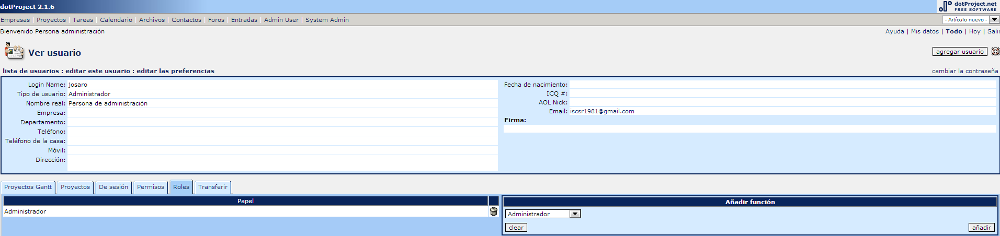 dotProject 2.1.6
dotProject.net
FREE SOFTWARE
Empresas | Proyectos | Tareas | Calendario | Archivos | Contactos | Foros | Entradas | Admin User | System Admin
- Artículo nuevo -
Bienvenido Persona administración
Ayuda | Mis datos | Todo | Hoy | Salir
Ver usuario
agregar usuario
lista de usuarios : editar este usuario : editar las preferencias
cambiar la contraseña
Login Name: josaro
Tipo de usuario: Administrador
Nombre real: Persona de administración
Empresa:
Departamento:
Teléfono:
Teléfono de la casa:
Móvil:
Dirección:
Fecha de nacimiento:
ICQ #:
AOL Nick:
Email: iscsr1981@gmail.com
Firma:
Proyectos Gantt
Proyectos
De sesión
Permisos
Roles
Transferir
Papel
Administrador
Añadir función
Administrador
clear
añadir